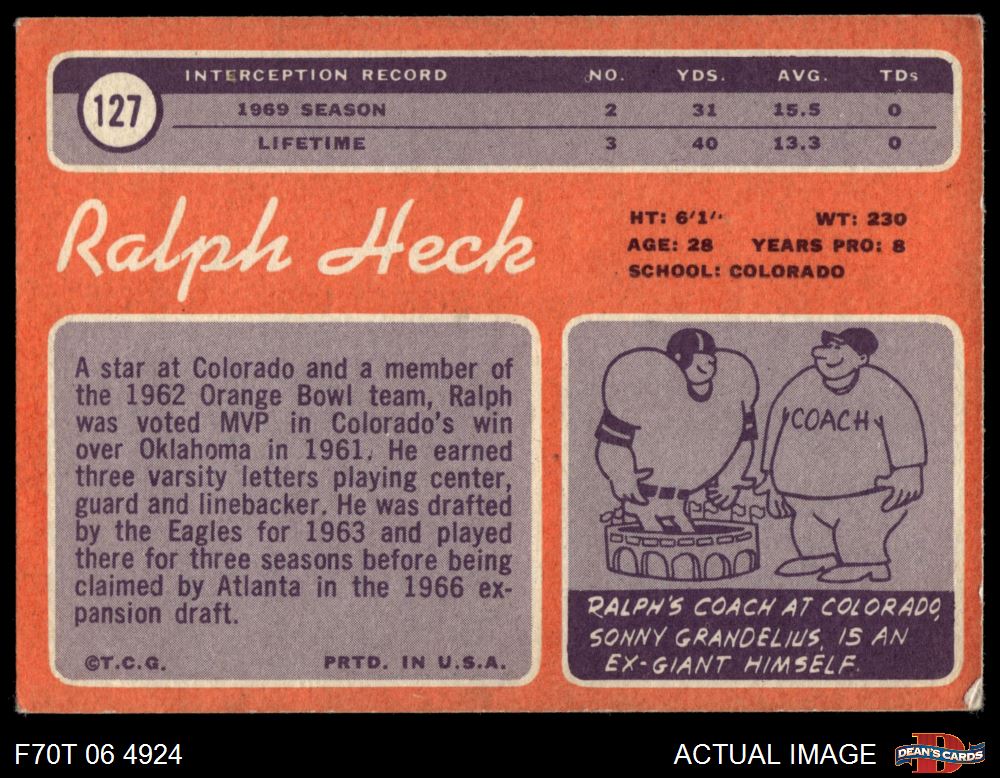 127
INTERCEPTION RECORD NO. YDS. AVG. TDs
1969 SEASON 2 31 15.5 0
LIFETIME 3 40 13.3 0
Ralph Heck
HT: 6'1" WT: 230
AGE: 28 YEARS PRO: 8
SCHOOL: COLORADO
A star at Colorado and a member of
the 1962 Orange Bowl team, Ralph
was voted MVP in Colorado's win
over Oklahoma in 1961. He earned
three varsity letters playing center,
guard and linebacker. He was drafted
by the Eagles for 1963 and played
there for three seasons before being
claimed by Atlanta in the 1966 ex-
pansion draft.
©T.C.G. PRTD. IN U.S.A.
COACH
RALPH'S COACH AT COLORADO,
SONNY GRANDELIUS, IS AN
EX-GIANT HIMSELF.
F70T 06 4924
ACTUAL IMAGE
D
DEAN'S CARDS